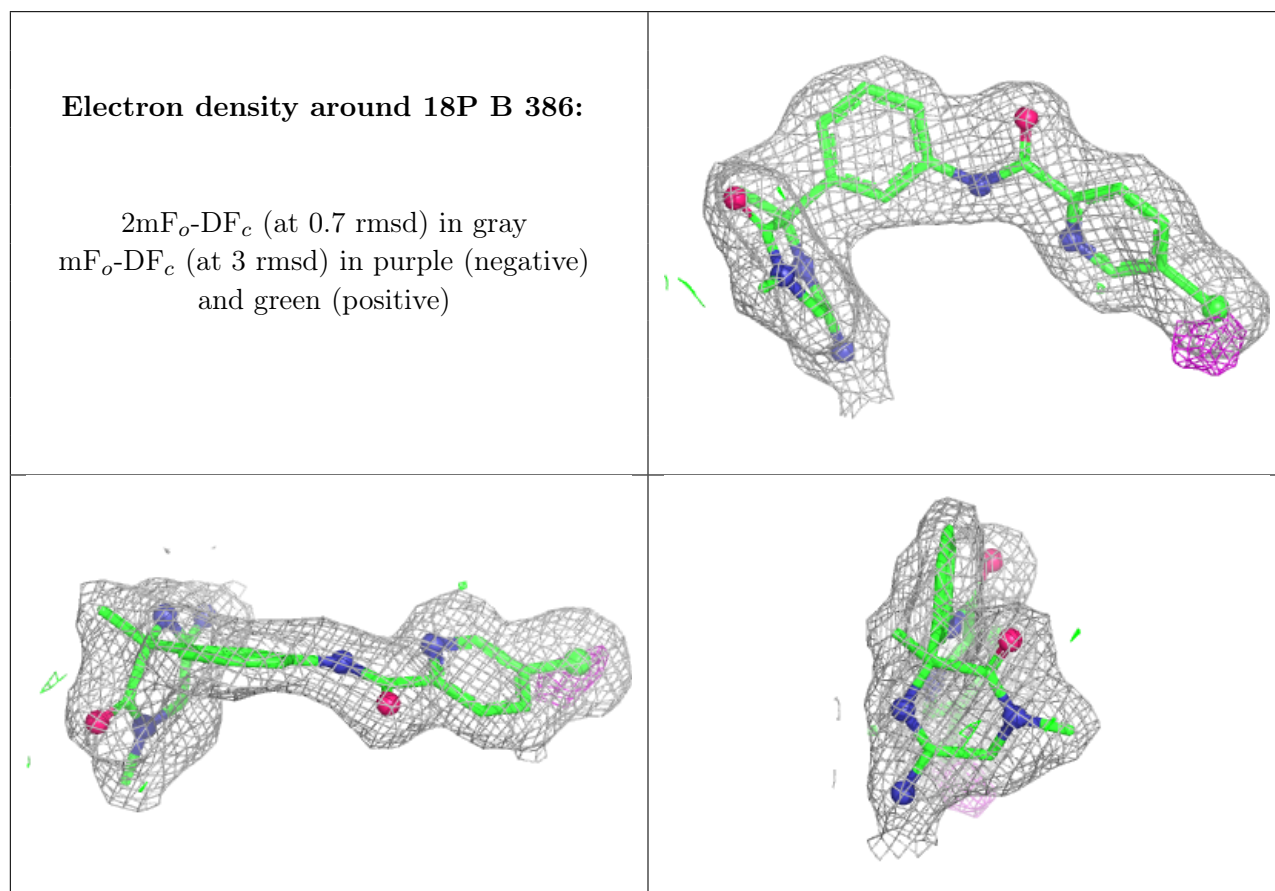 Electron density around 18P B 386:
2mFₒ-DF𝒸 (at 0.7 rmsd) in gray
mFₒ-DF𝒸 (at 3 rmsd) in purple (negative)
and green (positive)